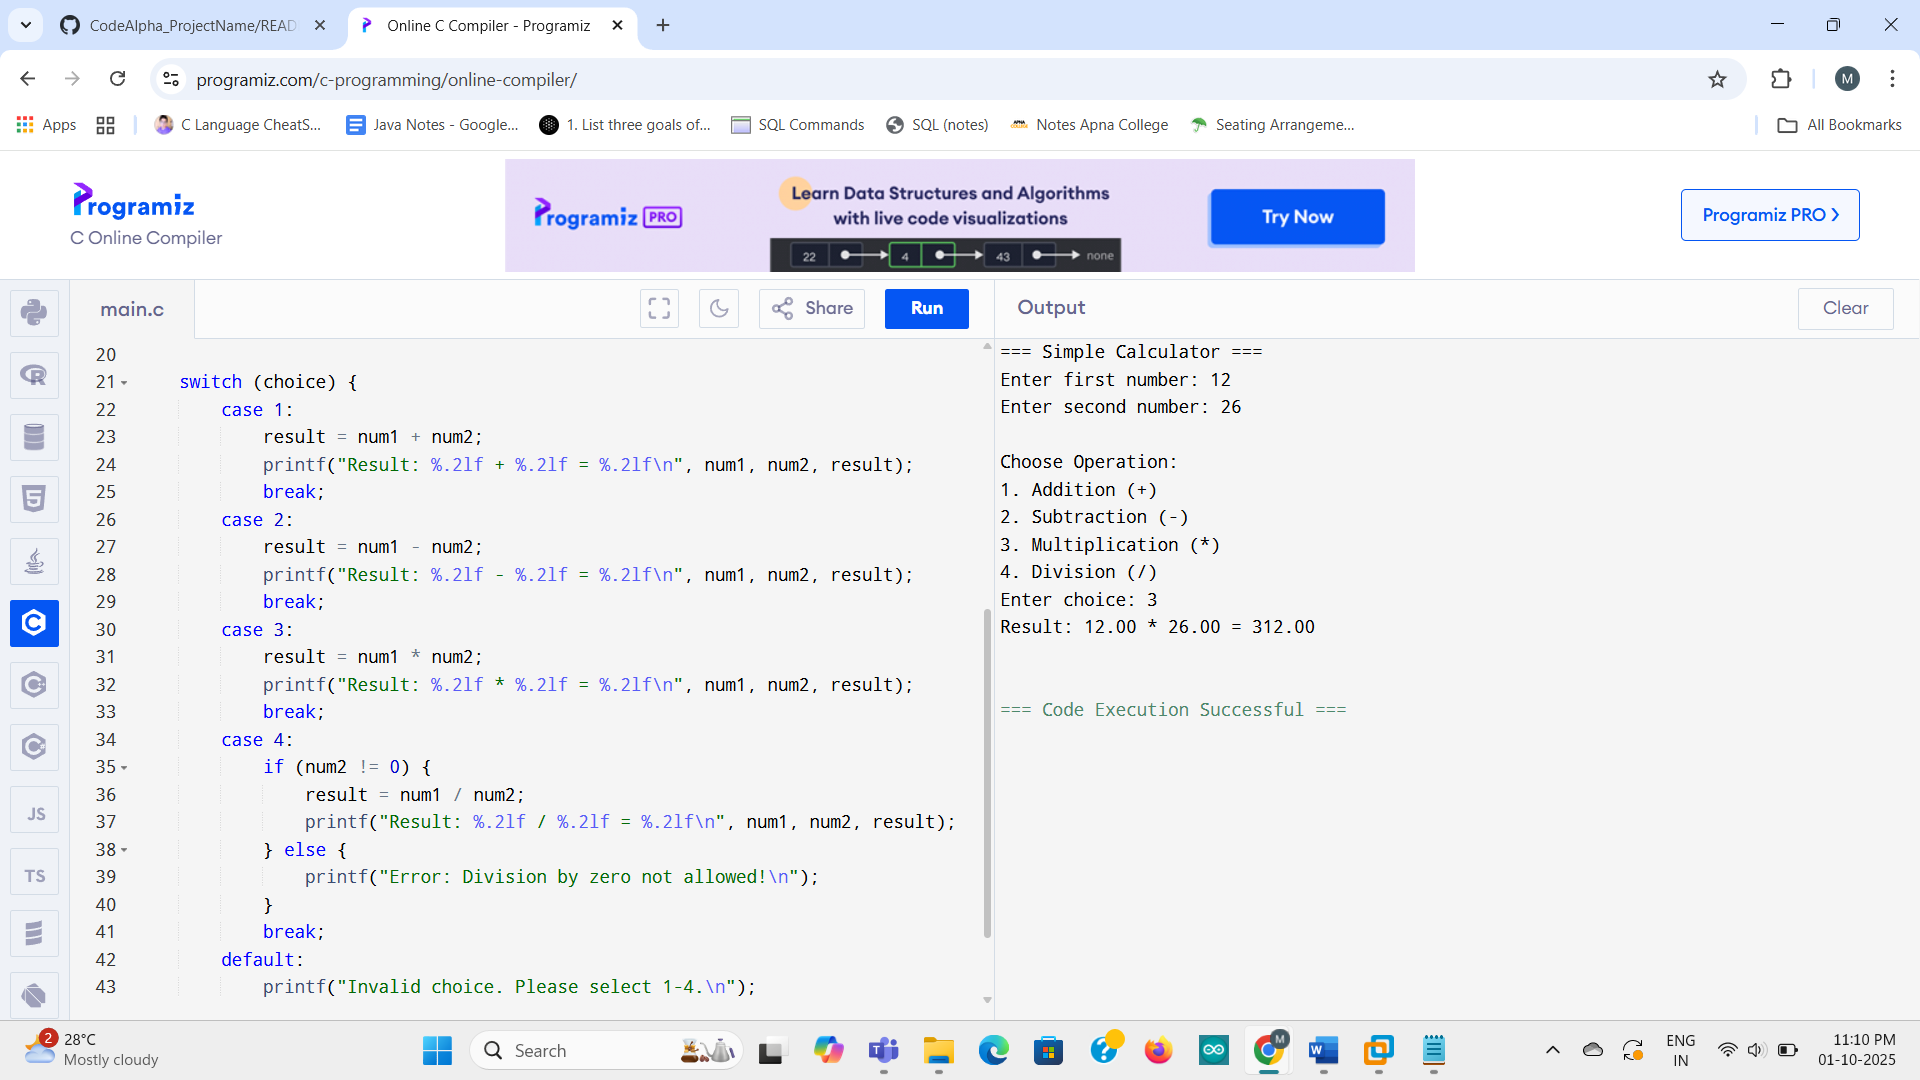 CodeAlpha_ProjectName/READ
Online C Compiler - Programiz
programiz.com/c-programming/online-compiler/
M
Apps
C Language CheatS...
Java Notes - Google...
1. List three goals of...
SQL Commands
SQL (notes)
Notes Apna College
Seating Arrangeme...
All Bookmarks
Programiz
C Online Compiler
Programiz PRO
Learn Data Structures and Algorithms
with live code visualizations
22 4 43 none
Try Now
Programiz PRO
main.c
Share
Run
Output
Clear
20
21 switch (choice) {
22 case 1:
23 result = num1 + num2;
24 printf("Result: %.2lf + %.2lf = %.2lf\n", num1, num2, result);
25 break;
26 case 2:
27 result = num1 - num2;
28 printf("Result: %.2lf - %.2lf = %.2lf\n", num1, num2, result);
29 break;
30 case 3:
31 result = num1 * num2;
32 printf("Result: %.2lf * %.2lf = %.2lf\n", num1, num2, result);
33 break;
34 case 4:
35 if (num2 != 0) {
36 result = num1 / num2;
37 printf("Result: %.2lf / %.2lf = %.2lf\n", num1, num2, result);
38 } else {
39 printf("Error: Division by zero not allowed!\n");
40 }
41 break;
42 default:
43 printf("Invalid choice. Please select 1-4.\n");
=== Simple Calculator ===
Enter first number: 12
Enter second number: 26
Choose Operation:
1. Addition (+)
2. Subtraction (-)
3. Multiplication (*)
4. Division (/)
Enter choice: 3
Result: 12.00 * 26.00 = 312.00
=== Code Execution Successful ===
JS
TS
2
28°C
Mostly cloudy
Search
M
ENG
IN
11:10 PM
01-10-2025